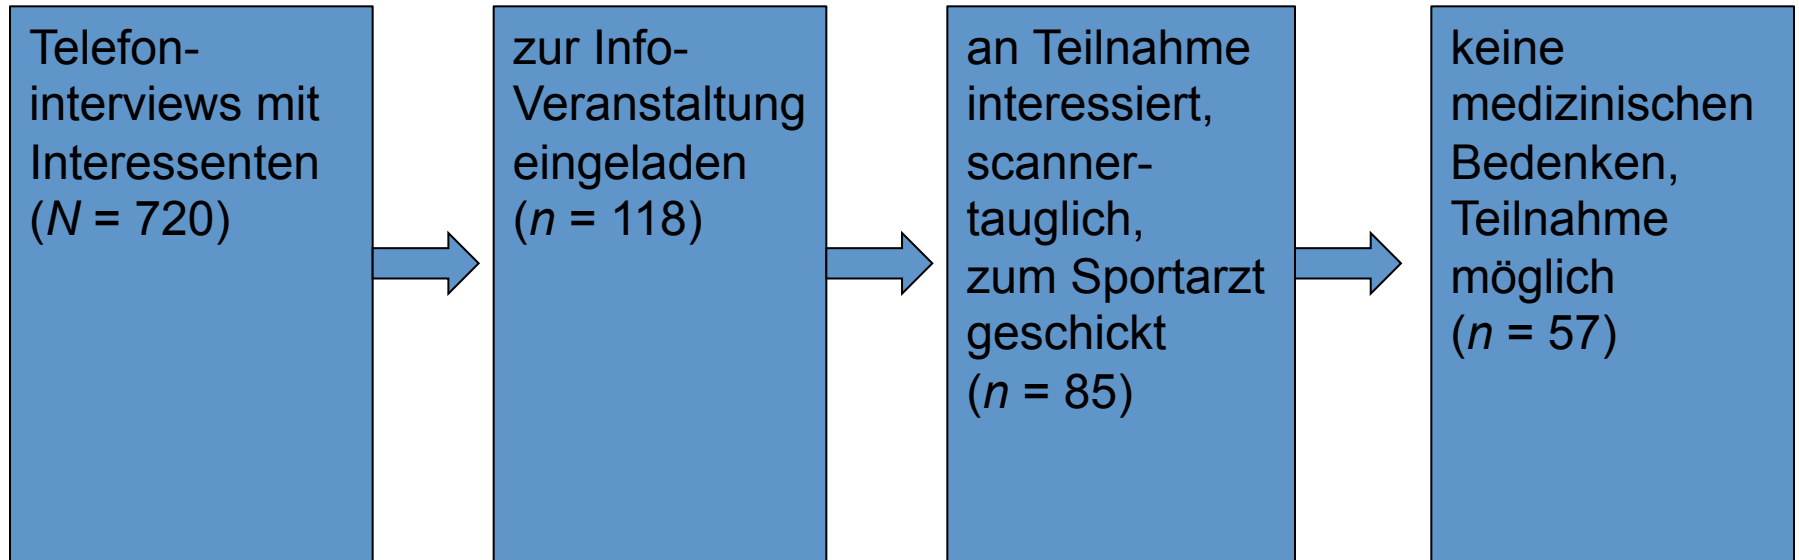 Telefon-
interviews mit
Interessenten
(N = 720)
zur Info-
Veranstaltung
eingeladen
(n = 118)
an Teilnahme
interessiert,
scanner-
tauglich,
zum Sportarzt
geschickt
(n = 85)
keine
medizinischen
Bedenken,
Teilnahme
möglich
(n = 57)